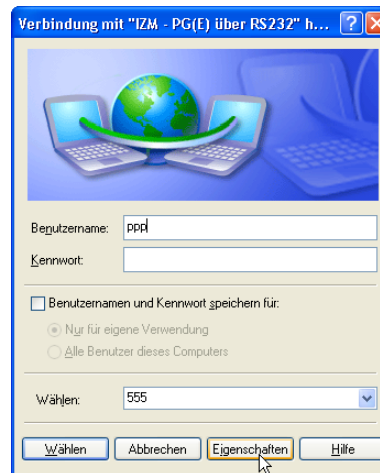 Verbindung mit "IZM - PG(E) über RS232" h...
Benutzername: ppp
Kennwort:
Benutzernamen und Kennwort speichern für:
Nur für eigene Verwendung
Alle Benutzer dieses Computers
Wählen: 555
Wählen Abbrechen Eigenschaften Hilfe